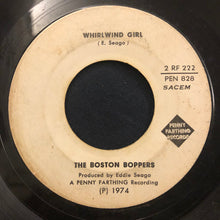 WHIRLWIND GIRL
(E. Seago)
2 RF 222
PEN 828
SACEM
PENNY
FARTHING
RECORDS
THE BOSTON BOPPERS
Produced by Eddie Seago
A PENNY FARTHING Recording
(P) 1974